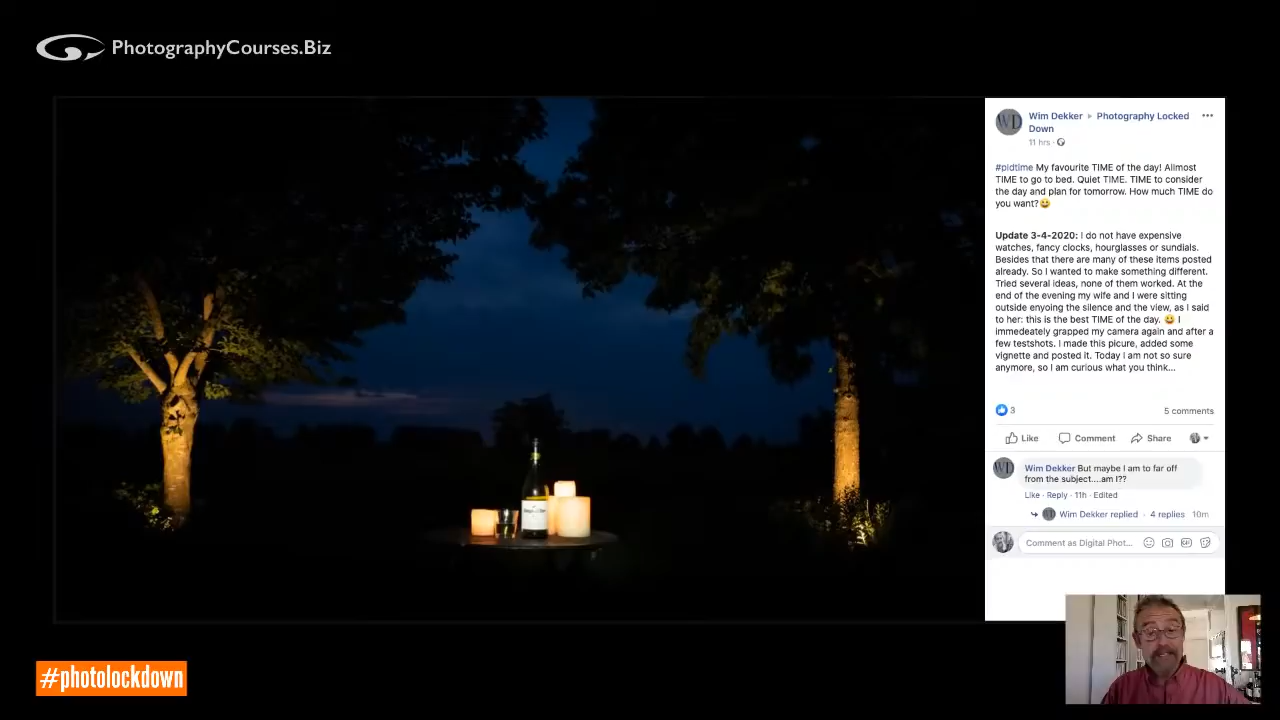 PhotographyCourses.Biz
Wim Dekker ▸ Photography Locked
Down
11 hrs ·
#pldtime My favourite TIME of the day! Allmost
TIME to go to bed. Quiet TIME. TIME to consider
the day and plan for tomorrow. How much TIME do
you want?😀
Update 3-4-2020: I do not have expensive
watches, fancy clocks, hourglasses or sundials.
Besides that there are many of these items posted
already. So I wanted to make something different.
Tried several ideas, none of them worked. At the
end of the evening my wife and I were sitting
outside enyoing the silence and the view, as I said
to her: this is the best TIME of the day. 😀 I
immedeately grapped my camera again and after a
few testshots. I made this picure, added some
vignette and posted it. Today I am not so sure
anymore, so I am curious what you think...
3
5 comments
Like
Comment
Share
Wim Dekker But maybe I am to far off
from the subject....am I??
Like · Reply · 11h · Edited
Wim Dekker replied · 4 replies 10m
Comment as Digital Phot...
GIF
WD
#photolockdown